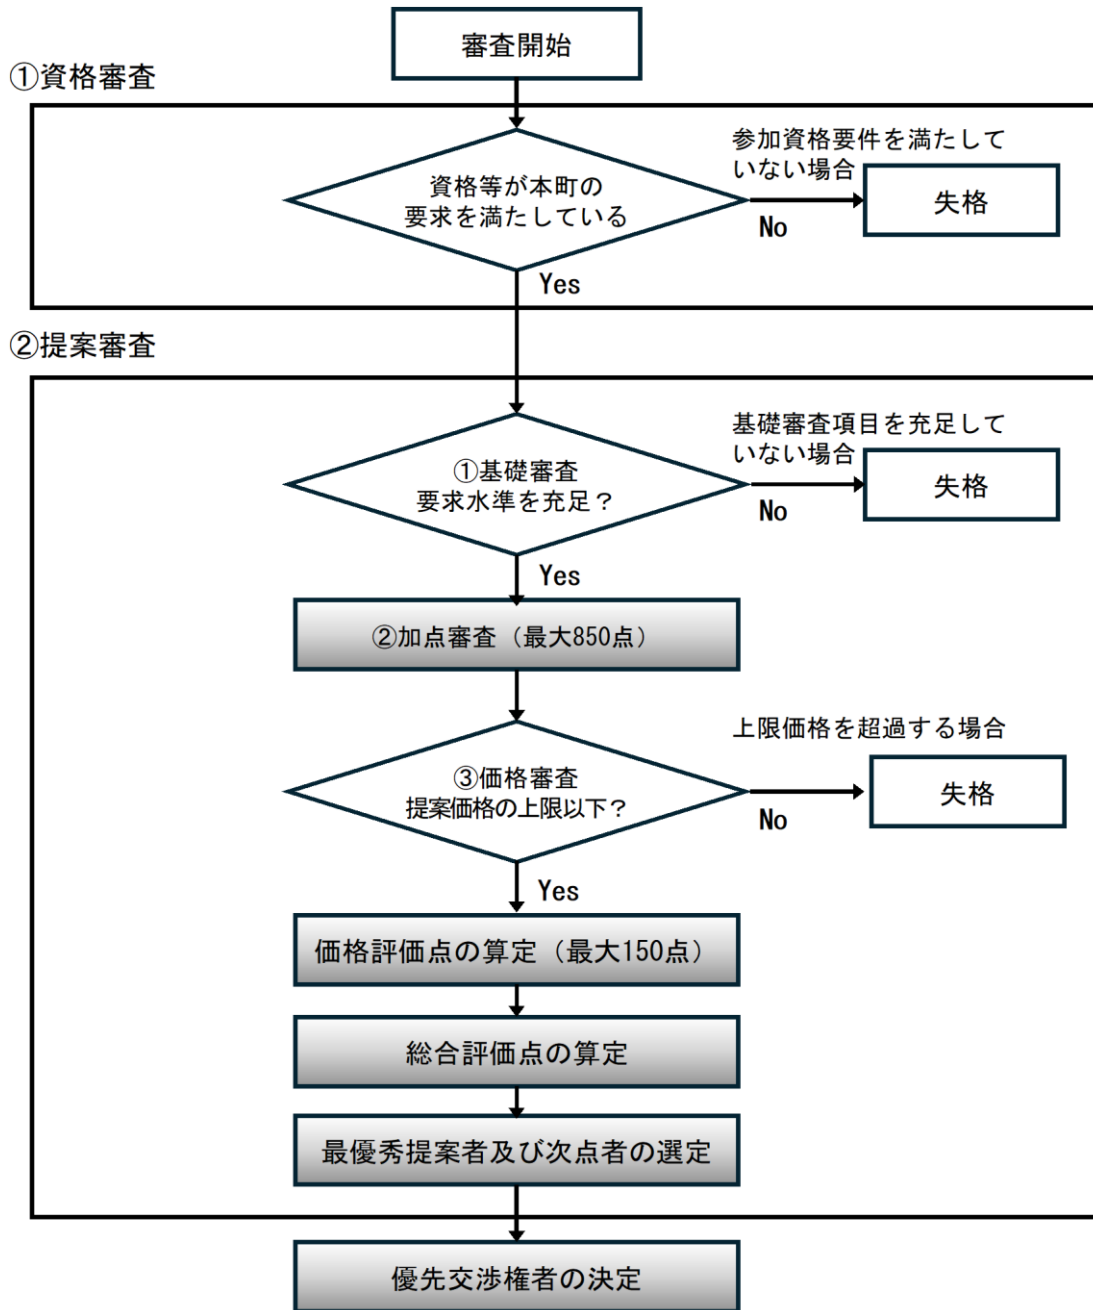 審査開始
①資格審査
資格等が本町の
要求を満たしている
参加資格要件を満たして
いない場合
No
失格
Yes
②提案審査
①基礎審査
要求水準を充足？
基礎審査項目を充足して
いない場合
No
失格
Yes
②加点審査（最大850点）
③価格審査
提案価格の上限以下？
上限価格を超過する場合
No
失格
Yes
価格評価点の算定（最大150点）
総合評価点の算定
最優秀提案者及び次点者の選定
優先交渉権者の決定